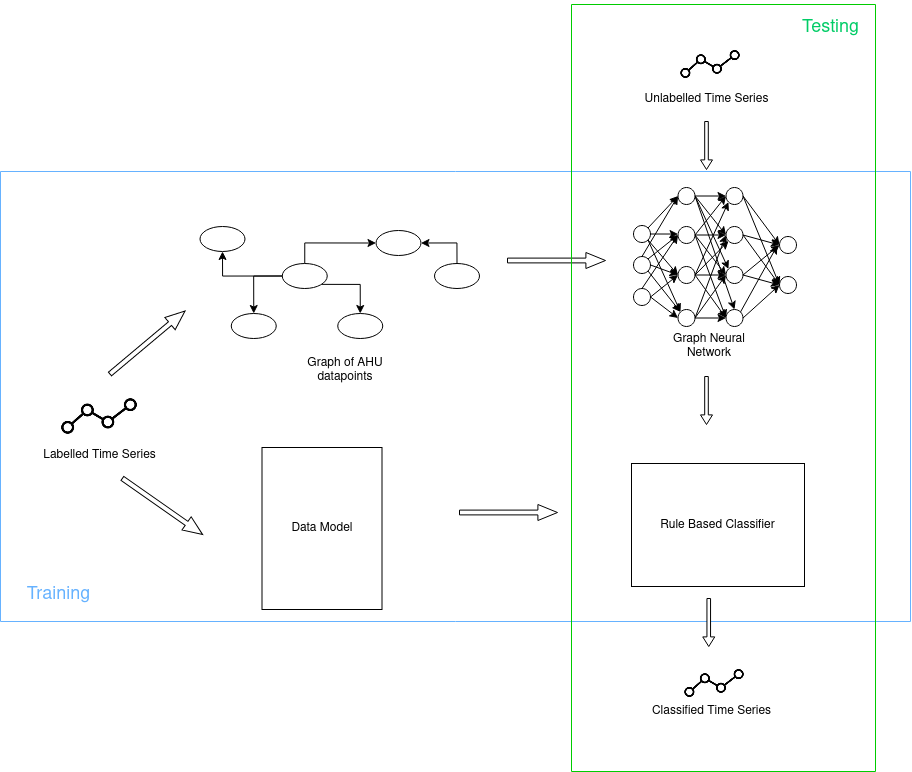 Testing
Unlabelled Time Series
Graph Neural
Network
Graph of AHU
datapoints
Labelled Time Series
Data Model
Rule Based Classifier
Training
Classified Time Series